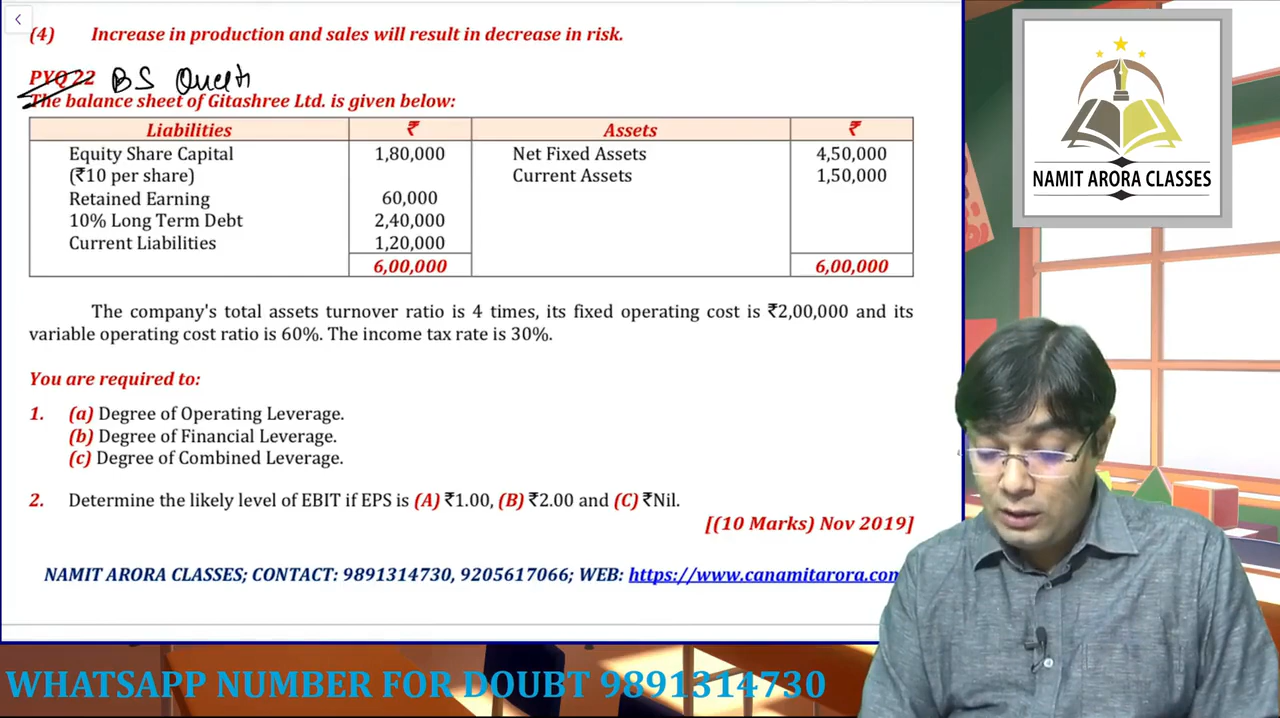 (4) Increase in production and sales will result in decrease in risk.
PYQ 22 BS Questi
The balance sheet of Gitashree Ltd. is given below:
Liabilities ₹ Assets ₹
Equity Share Capital 1,80,000 Net Fixed Assets 4,50,000
(₹10 per share) Current Assets 1,50,000
Retained Earning 60,000
10% Long Term Debt 2,40,000
Current Liabilities 1,20,000
6,00,000 6,00,000
The company's total assets turnover ratio is 4 times, its fixed operating cost is ₹2,00,000 and its
variable operating cost ratio is 60%. The income tax rate is 30%.
You are required to:
1. (a) Degree of Operating Leverage.
(b) Degree of Financial Leverage.
(c) Degree of Combined Leverage.
2. Determine the likely level of EBIT if EPS is (A) ₹1.00, (B) ₹2.00 and (C) ₹Nil.
[(10 Marks) Nov 2019]
NAMIT ARORA CLASSES; CONTACT: 9891314730, 9205617066; WEB: https://www.canamitarora.com
NAMIT ARORA CLASSES
WHATSAPP NUMBER FOR DOUBT 9891314730